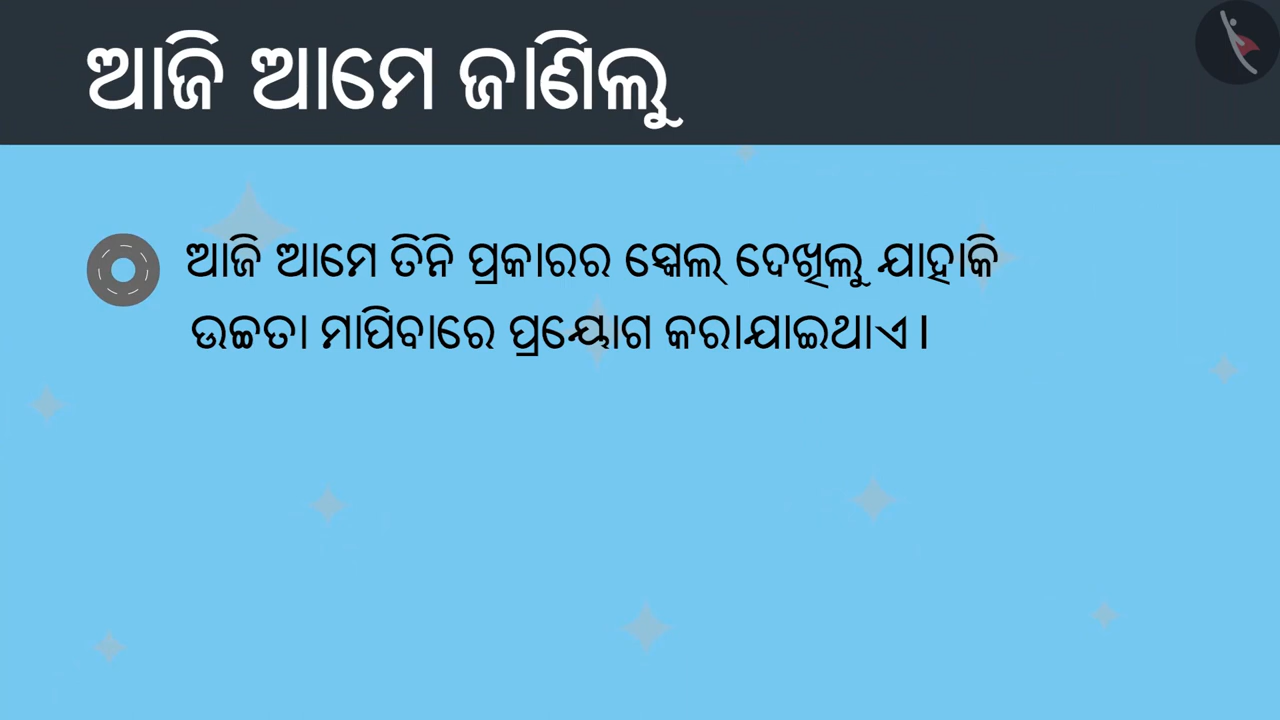 ଆଜି ଆମେ ଜାଣିଲୁ
ଆଜି ଆମେ ତିନି ପ୍ରକାରର ସ୍କେଲ୍ ଦେଖିଲୁ ଯାହାକି
ଉଚ୍ଚତା ମାପିବାରେ ପ୍ରୟୋଗ କରାଯାଇଥାଏ ।